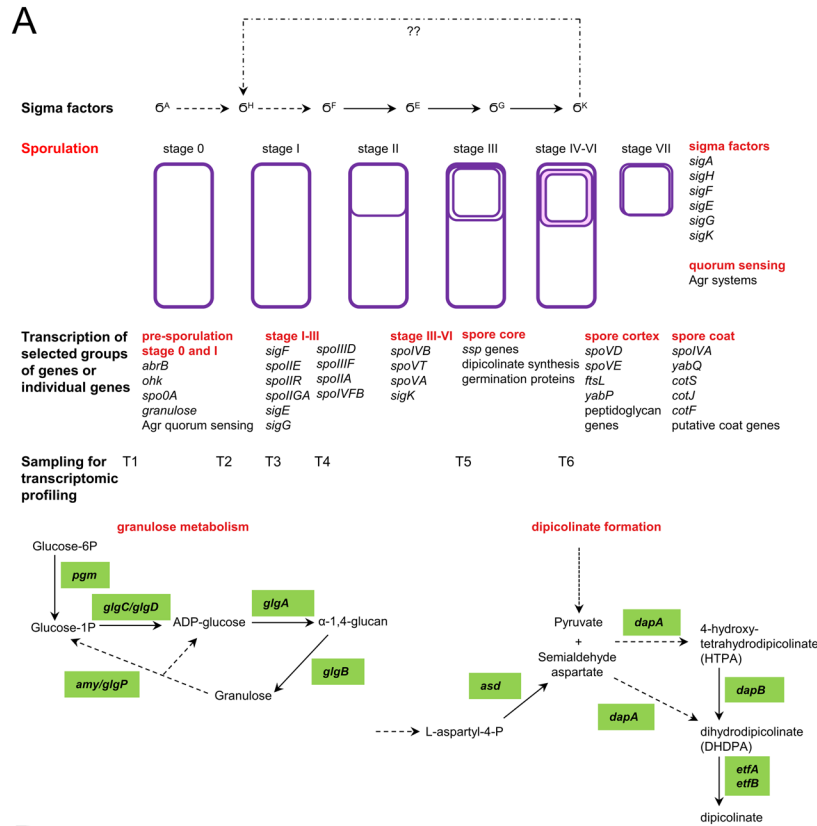 A
??
Sigma factors
σA
σH
σF
σE
σG
σK
Sporulation
stage 0
stage I
stage II
stage III
stage IV-VI
stage VII
sigma factors
sigA
sigH
sigF
sigE
sigG
sigK
quorum sensing
Agr systems
Transcription of
selected groups
of genes or
individual genes
pre-sporulation
stage 0 and I
abrB
ohk
spo0A
granulose
Agr quorum sensing
stage I-III
sigF
spoIIE
spoIIR
spoIIGA
sigE
sigG
spoIIID
spoIIIF
spoIIA
spoIVFB
stage III-VI
spoIVB
spoVT
spoVA
sigK
spore core
ssp genes
dipicolinate synthesis
germination proteins
spore cortex
spoVD
spoVE
ftsL
yabP
peptidoglycan
genes
spore coat
spoIVA
yabQ
cotS
cotJ
cotF
putative coat genes
Sampling for
transcriptomic
profiling
T1
T2
T3
T4
T5
T6
granulose metabolism
Glucose-6P
pgm
Glucose-1P
glgC/glgD
ADP-glucose
glgA
α-1,4-glucan
glgB
Granulose
amy/glgP
dipicolinate formation
Pyruvate
+
Semialdehyde
aspartate
asd
L-aspartyl-4-P
dapA
4-hydroxy-
tetrahydrodipicolinate
(HTPA)
dapB
dapA
dihydrodipicolinate
(DHDPA)
etfA
etfB
dipicolinate